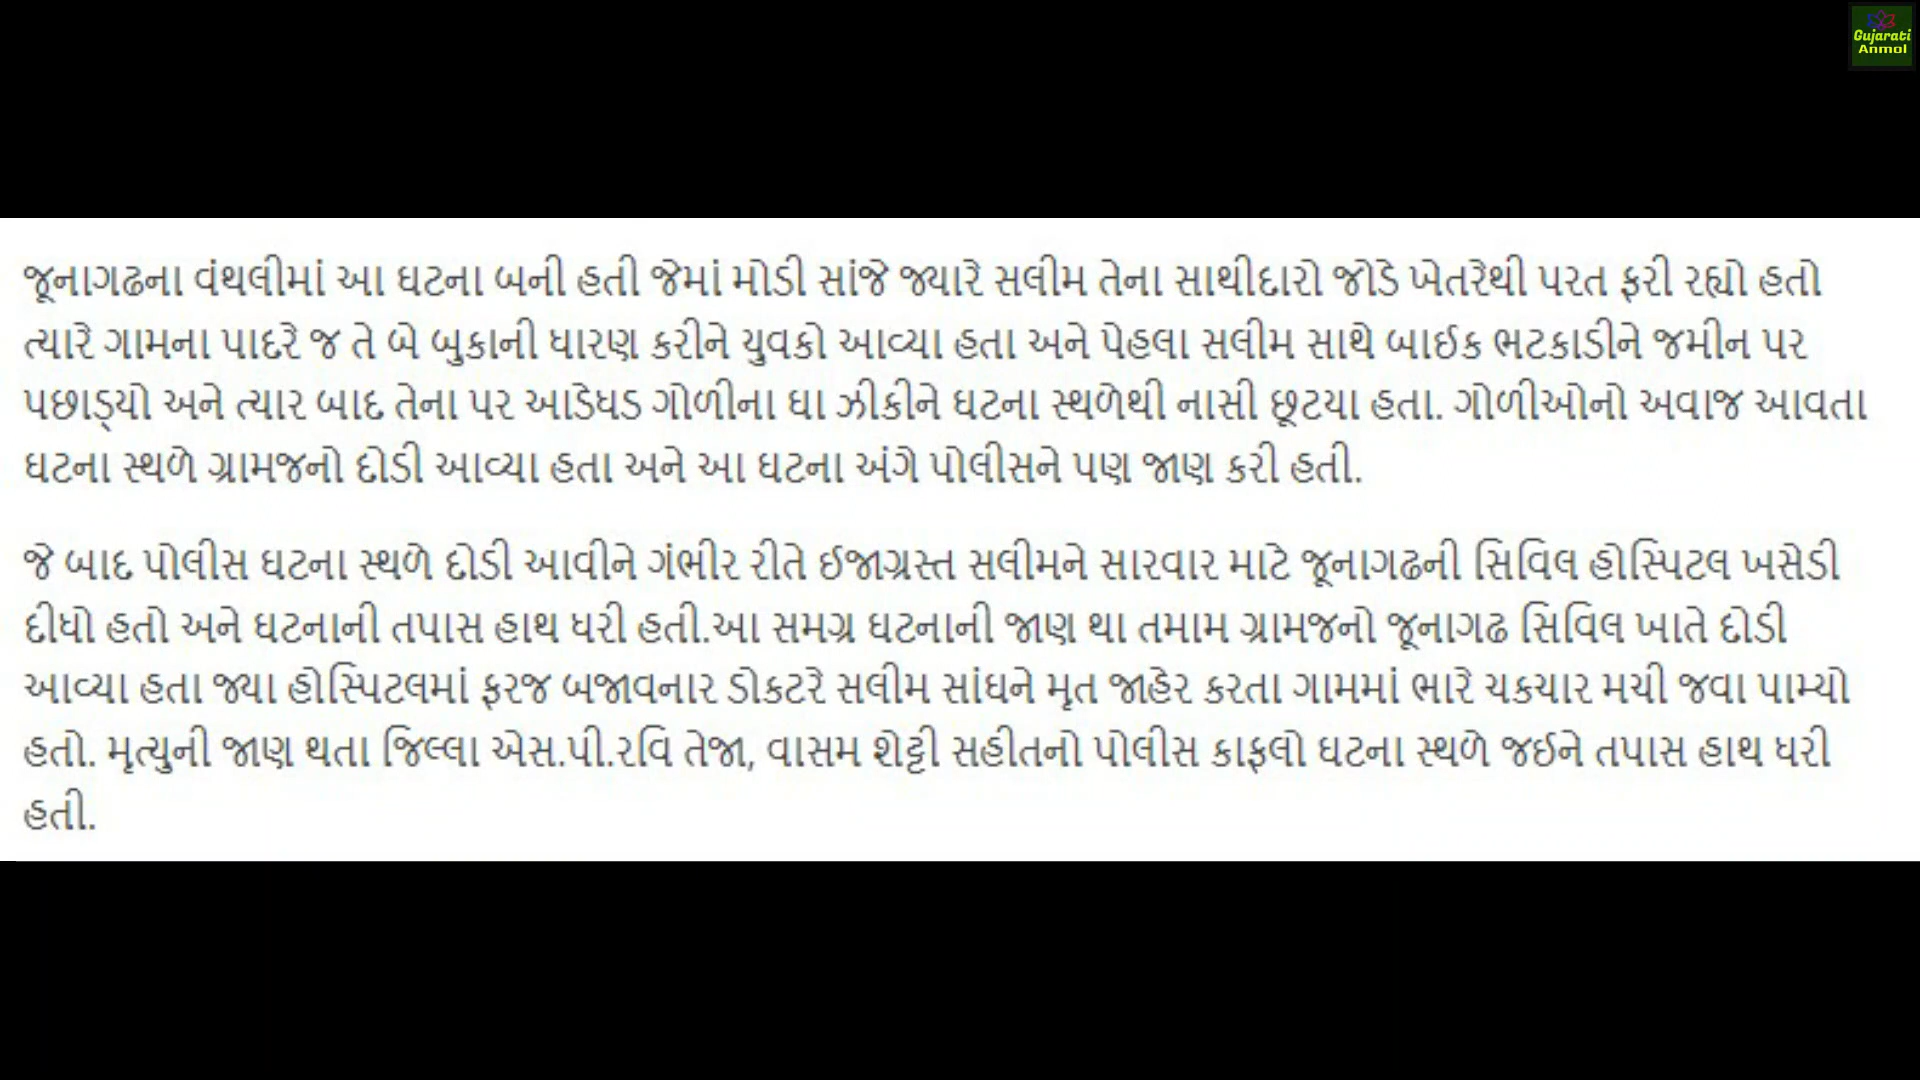 Gujarati
Anmol
જૂનાગઢના વંથલીમાં આ ઘટના બની હતી જેમાં મોડી સાંજે જ્યારે સલીમ તેના સાથીદારો જોડે ખેતરેથી પરત ફરી રહ્યો હતો
ત્યારે ગામના પાદરે જ તે બે બુકાની ધારણ કરીને યુવકો આવ્યા હતા અને પેહલા સલીમ સાથે બાઈક ભટકાડીને જમીન પર
પછાડ્યો અને ત્યાર બાદ તેના પર આડેધડ ગોળીના ઘા ઝીકીને ઘટના સ્થળેથી નાસી છૂટયા હતા. ગોળીઓનો અવાજ આવતા
ઘટના સ્થળે ગ્રામજનો દોડી આવ્યા હતા અને આ ઘટના અંગે પોલીસને પણ જાણ કરી હતી.
જે બાદ પોલીસ ઘટના સ્થળે દોડી આવીને ગંભીર રીતે ઈજાગ્રસ્ત સલીમને સારવાર માટે જૂનાગઢની સિવિલ હોસ્પિટલ ખસેડી
દીધો હતો અને ઘટનાની તપાસ હાથ ધરી હતી.આ સમગ્ર ઘટનાની જાણ થા તમામ ગ્રામજનો જૂનાગઢ સિવિલ ખાતે દોડી
આવ્યા હતા જ્યા હોસ્પિટલમાં ફરજ બજાવનાર ડોકટરે સલીમ સાંધને મૃત જાહેર કરતા ગામમાં ભારે ચકચાર મચી જવા પામ્યો
હતો. મૃત્યુની જાણ થતા જિલ્લા એસ.પી.રવિ તેજા, વાસમ શેટ્ટી સહીતનો પોલીસ કાફલો ઘટના સ્થળે જઈને તપાસ હાથ ધરી
હતી.